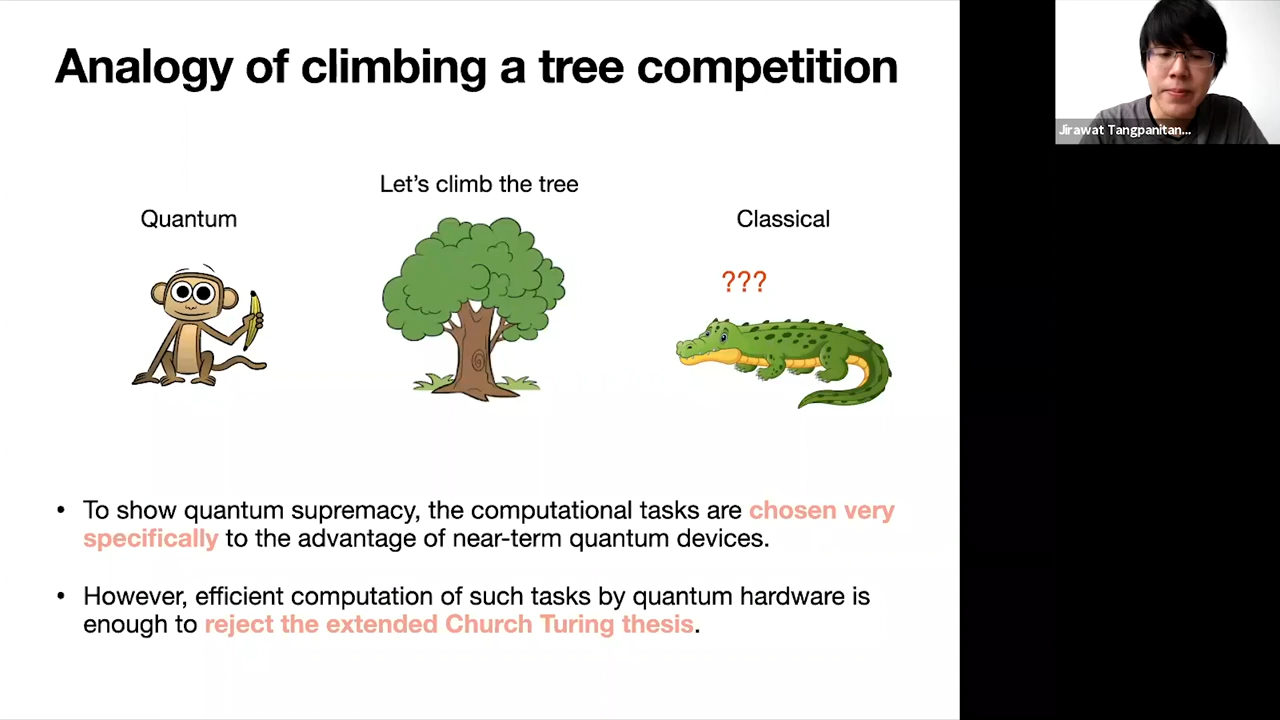 Analogy of climbing a tree competition
Let’s climb the tree
Quantum
Classical
???
• To show quantum supremacy, the computational tasks are chosen very
specifically to the advantage of near-term quantum devices.
• However, efficient computation of such tasks by quantum hardware is
enough to reject the extended Church Turing thesis.
Jirawat Tangpanitan...